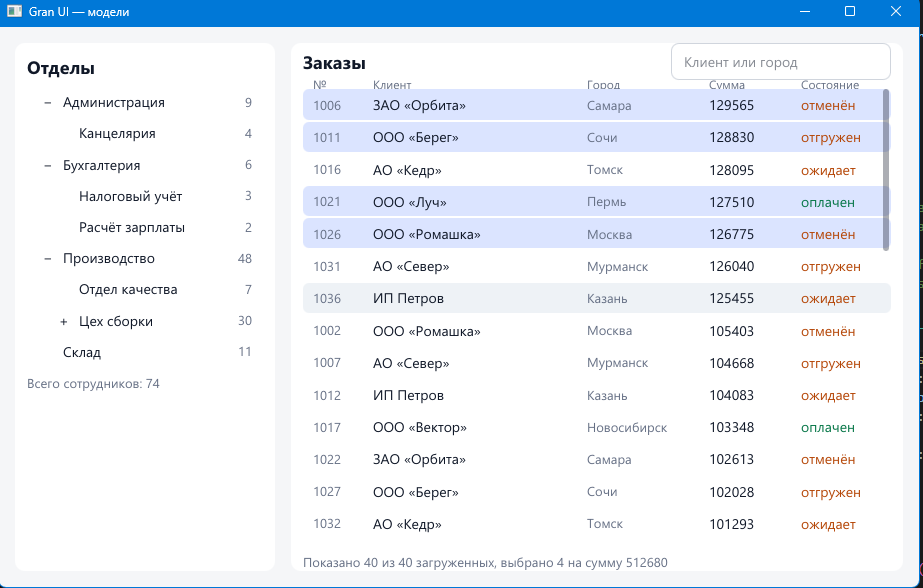 Gran UI — модели
Отделы
− Администрация 9
Канцелярия 4
− Бухгалтерия 6
Налоговый учёт 3
Расчёт зарплаты 2
− Производство 48
Отдел качества 7
+ Цех сборки 30
Склад 11
Всего сотрудников: 74
Заказы
Клиент или город
№ Клиент Город Сумма Состояние
1006 ЗАО «Орбита» Самара 129565 отменён
1011 ООО «Берег» Сочи 128830 отгружен
1016 АО «Кедр» Томск 128095 ожидает
1021 ООО «Луч» Пермь 127510 оплачен
1026 ООО «Ромашка» Москва 126775 отменён
1031 АО «Север» Мурманск 126040 отгружен
1036 ИП Петров Казань 125455 ожидает
1002 ООО «Ромашка» Москва 105403 отменён
1007 АО «Север» Мурманск 104668 отгружен
1012 ИП Петров Казань 104083 ожидает
1017 ООО «Вектор» Новосибирск 103348 оплачен
1022 ЗАО «Орбита» Самара 102613 отменён
1027 ООО «Берег» Сочи 102028 отгружен
1032 АО «Кедр» Томск 101293 ожидает
Показано 40 из 40 загруженных, выбрано 4 на сумму 512680